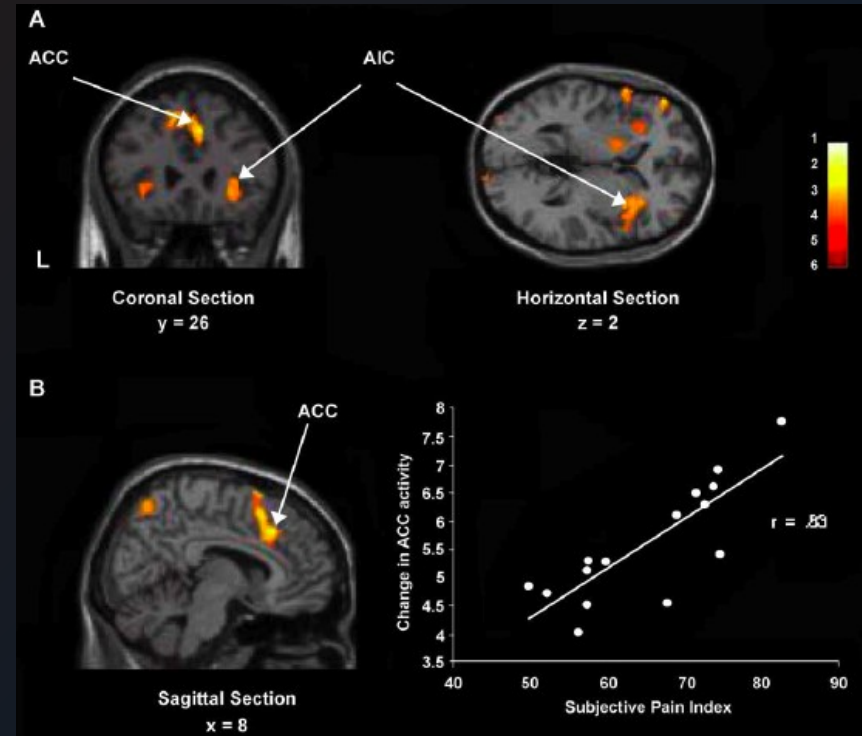 A
ACC
AIC
1
2
3
4
5
6
L
Coronal Section
y = 26
Horizontal Section
z = 2
B
ACC
Change in ACC activity
8
7.5
7
6.5
6
5.5
5
4.5
4
3.5
r =
40 50 60 70 80 90
Subjective Pain Index
Sagittal Section
x = 8